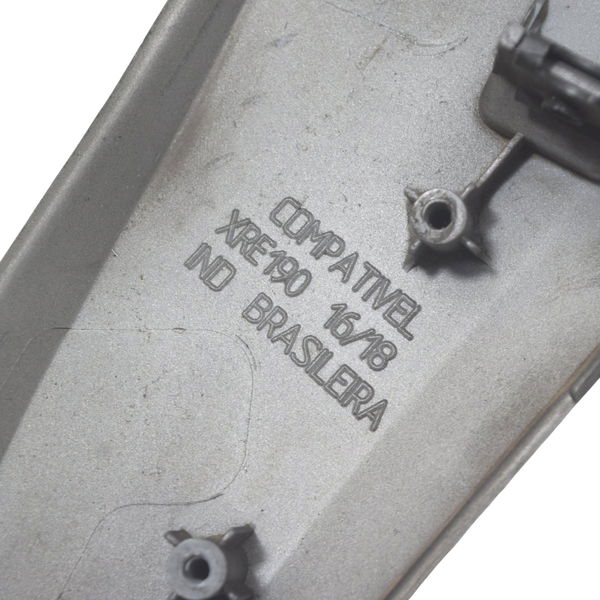 COMPATIVEL
XRE190 16/18
IND BRASILEIRA